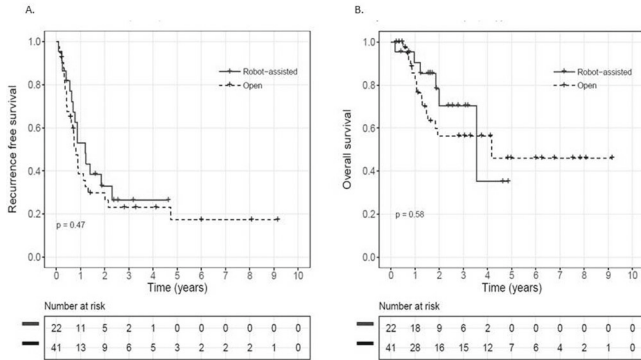 A.
B.
Recurrence free survival
1.0
0.8
0.6
0.4
0.2
0.0
Robot-assisted
Open
p = 0.47
0 1 2 3 4 5 6 7 8 9 10
Time (years)
Number at risk
22 11 5 2 1 0 0 0 0 0 0
41 13 9 6 5 3 2 2 2 1 0
Overall survival
1.0
0.8
0.6
0.4
0.2
0.0
Robot-assisted
Open
p = 0.58
0 1 2 3 4 5 6 7 8 9 10
Time (years)
Number at risk
22 18 9 6 2 0 0 0 0 0 0
41 28 16 15 12 7 6 4 2 1 0